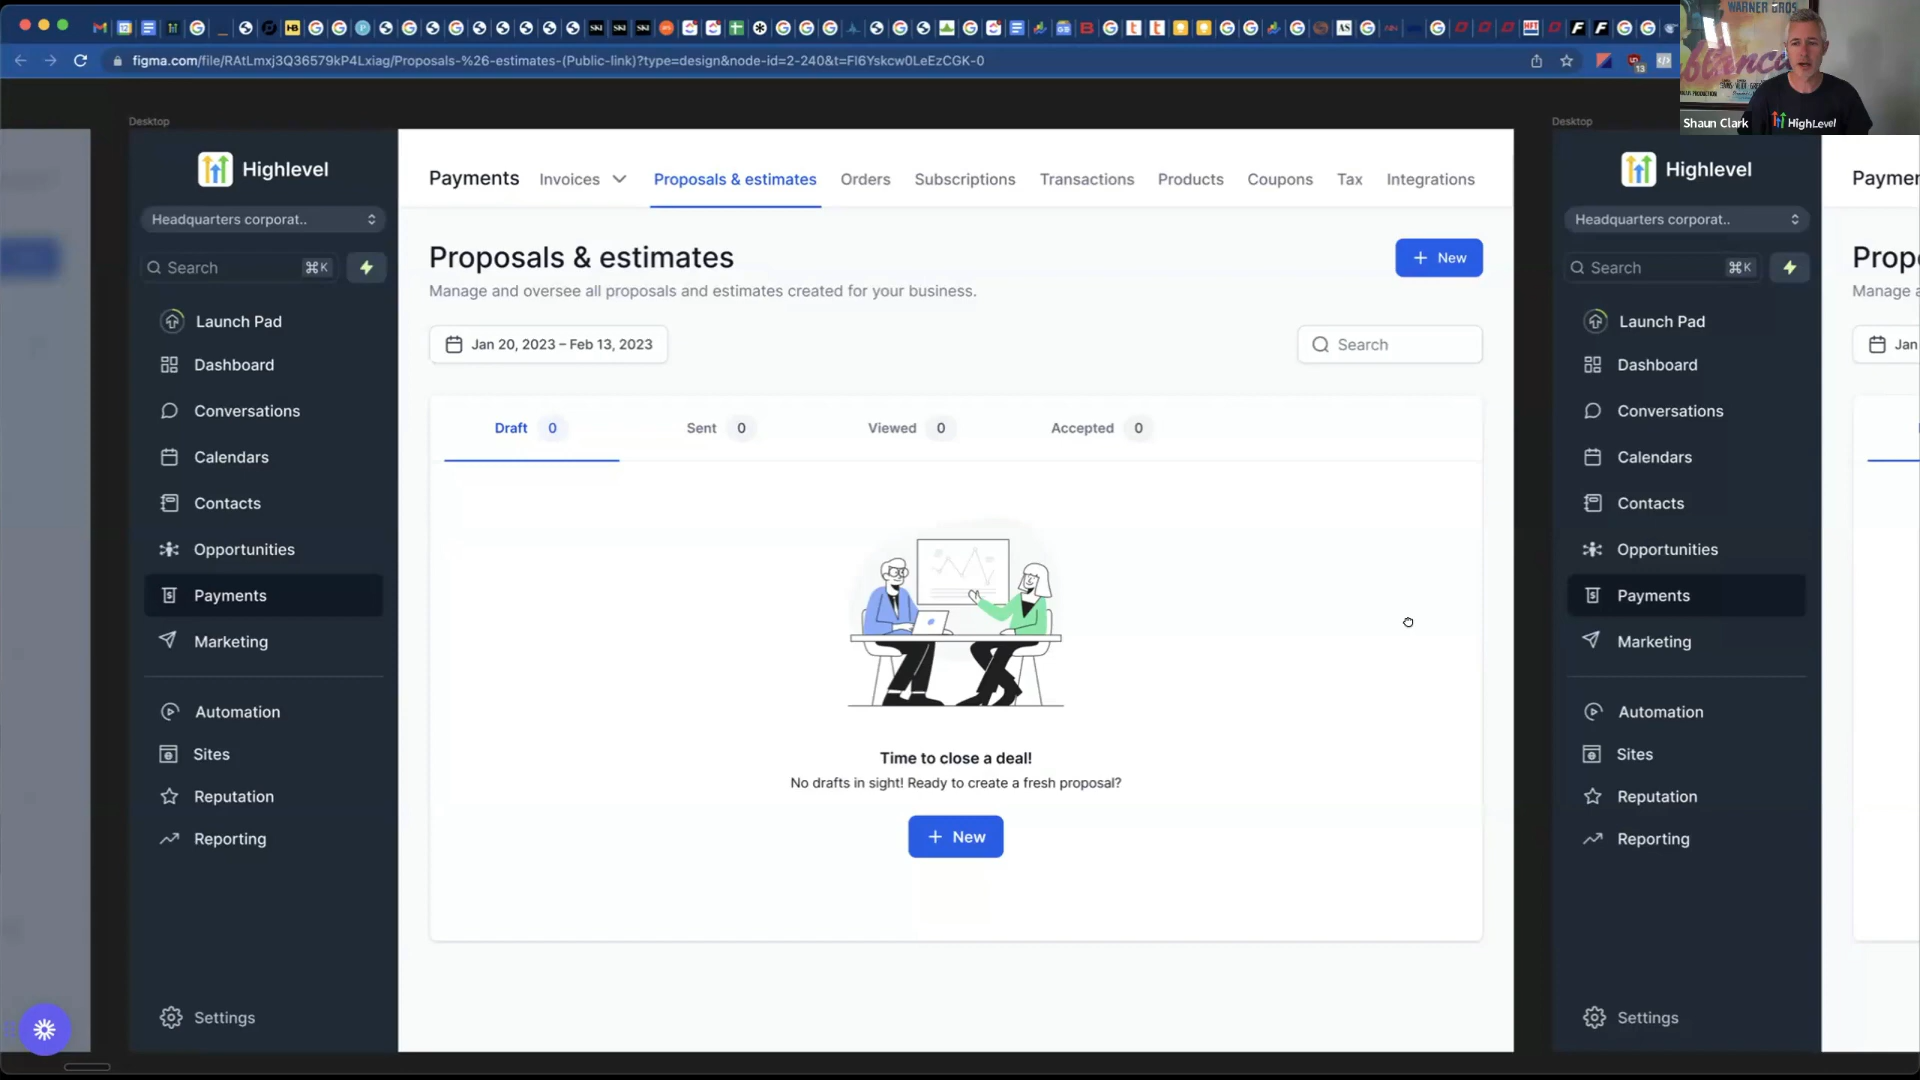 figma.com/file/RAtLmxj3Q36579kP4Lxiag/Proposals-%26-estimates-(Public-link)?type=design&node-id=2-240&t=FI6Yskcw0LeEzCGK-0
WARNER BROS
Shaun Clark
HighLevel
Desktop
Highlevel
Headquarters corporat..
Search ⌘K
Launch Pad
Dashboard
Conversations
Calendars
Contacts
Opportunities
Payments
Marketing
Automation
Sites
Reputation
Reporting
Settings
Payments Invoices Proposals & estimates Orders Subscriptions Transactions Products Coupons Tax Integrations
Proposals & estimates
+ New
Manage and oversee all proposals and estimates created for your business.
Jan 20, 2023 – Feb 13, 2023
Search
Draft 0 Sent 0 Viewed 0 Accepted 0
Time to close a deal!
No drafts in sight! Ready to create a fresh proposal?
+ New
Desktop
Highlevel
Headquarters corporat..
Search ⌘K
Launch Pad
Dashboard
Conversations
Calendars
Contacts
Opportunities
Payments
Marketing
Automation
Sites
Reputation
Reporting
Settings
Paymen
Prop
Manage a
Jan